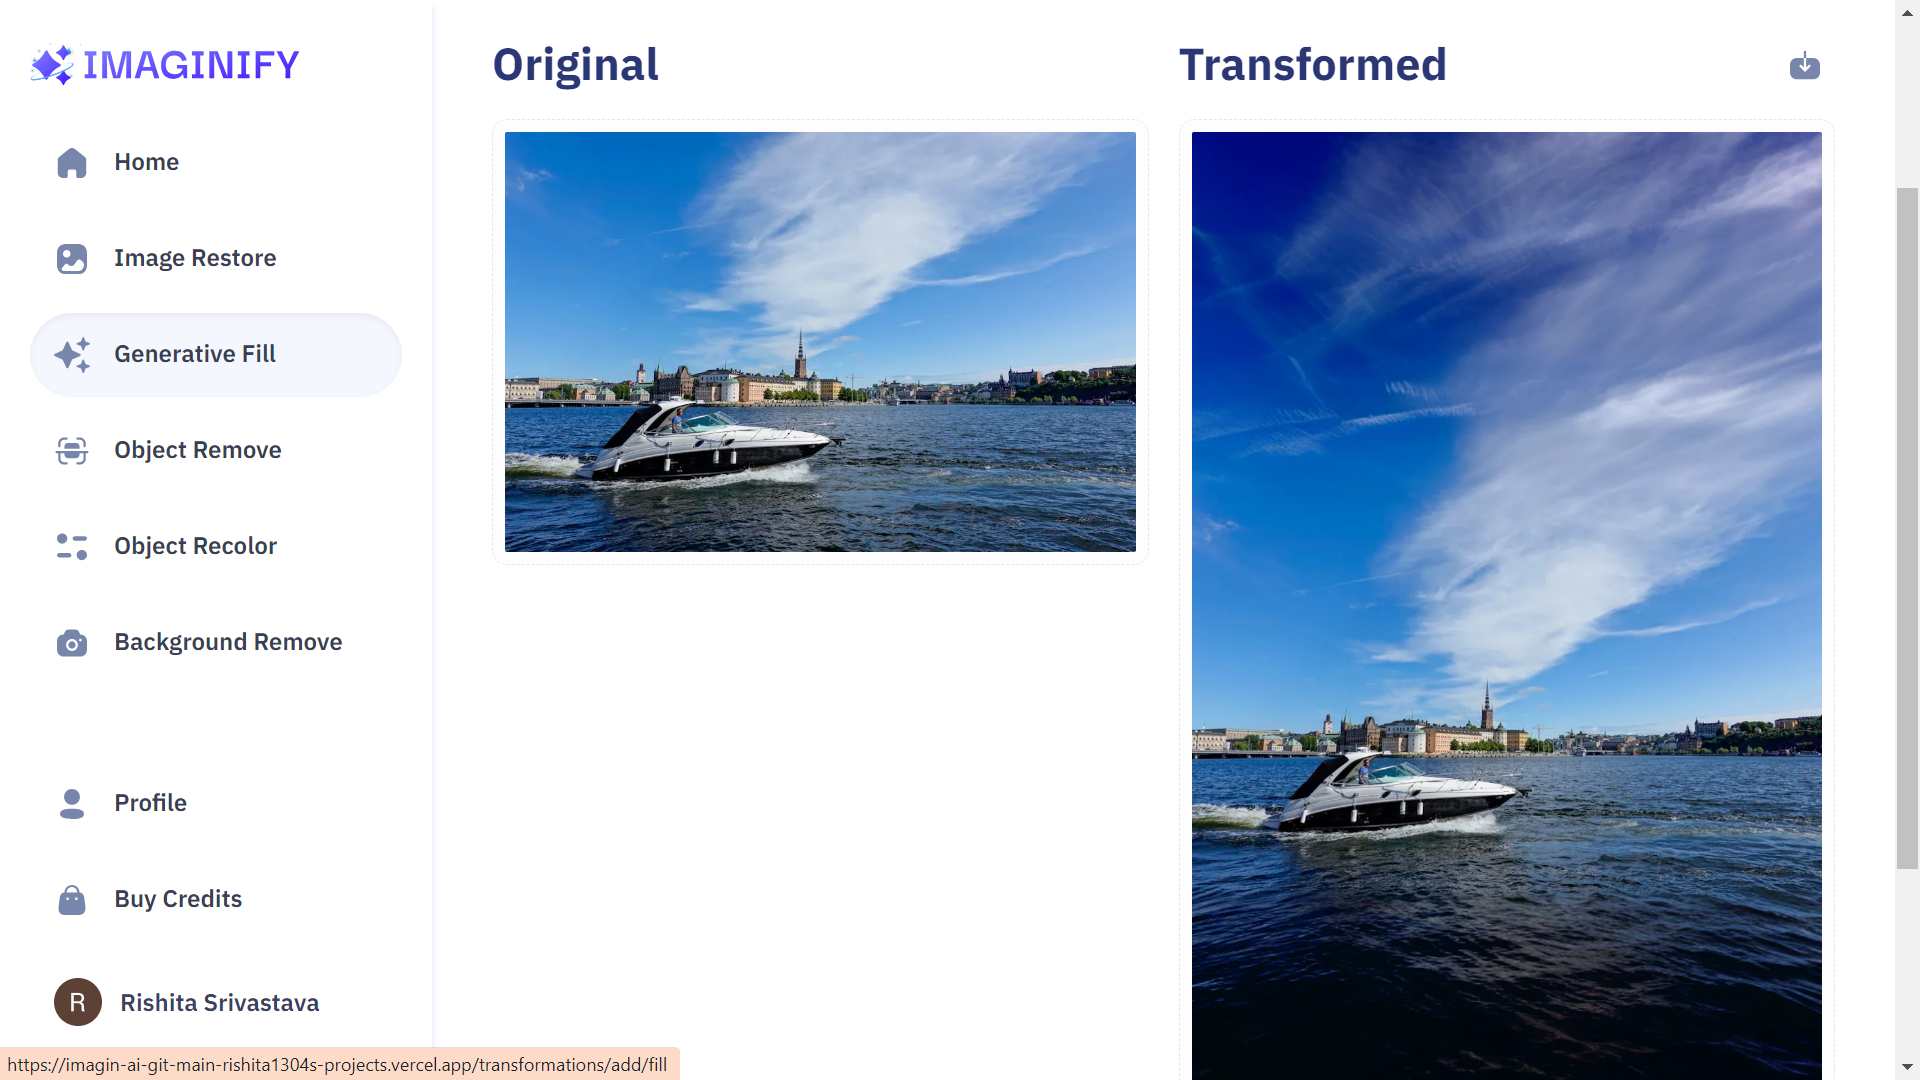 IMAGINIFY
Home
Image Restore
Generative Fill
Object Remove
Object Recolor
Background Remove
Profile
Buy Credits
R
Rishita Srivastava
Original
Transformed
https://imagin-ai-git-main-rishita1304s-projects.vercel.app/transformations/add/fill